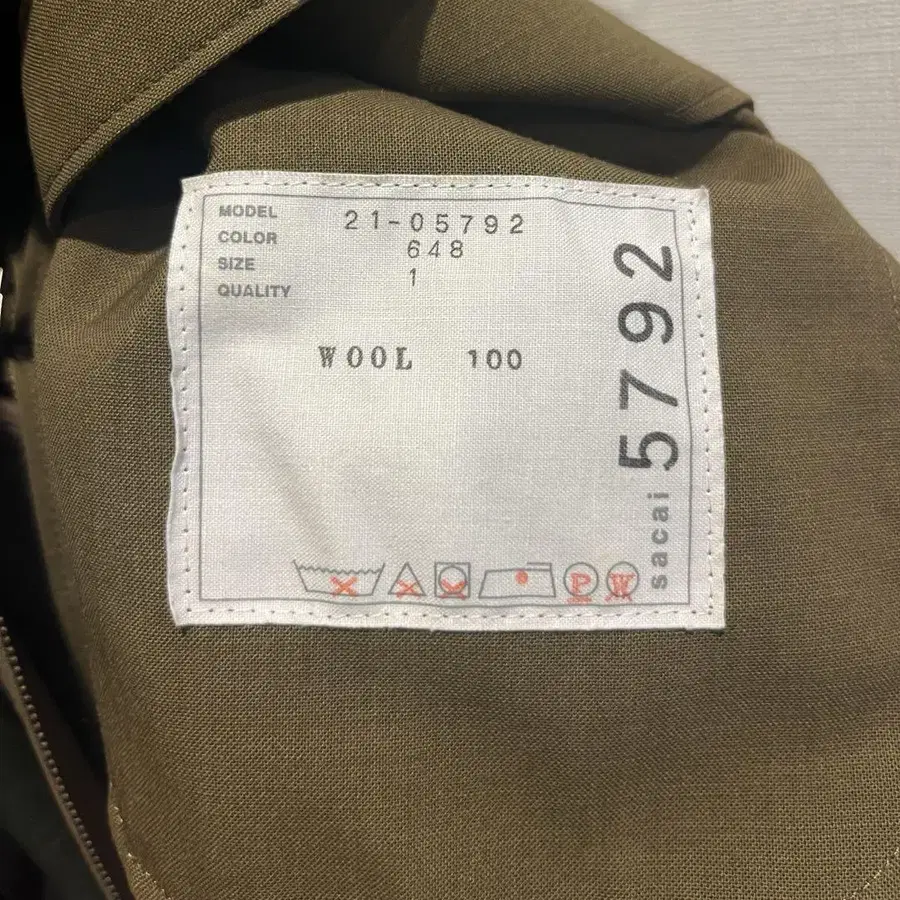 MODEL 21-05792
COLOR 648
SIZE 1
QUALITY
WOOL 100
P W
sacai 5792